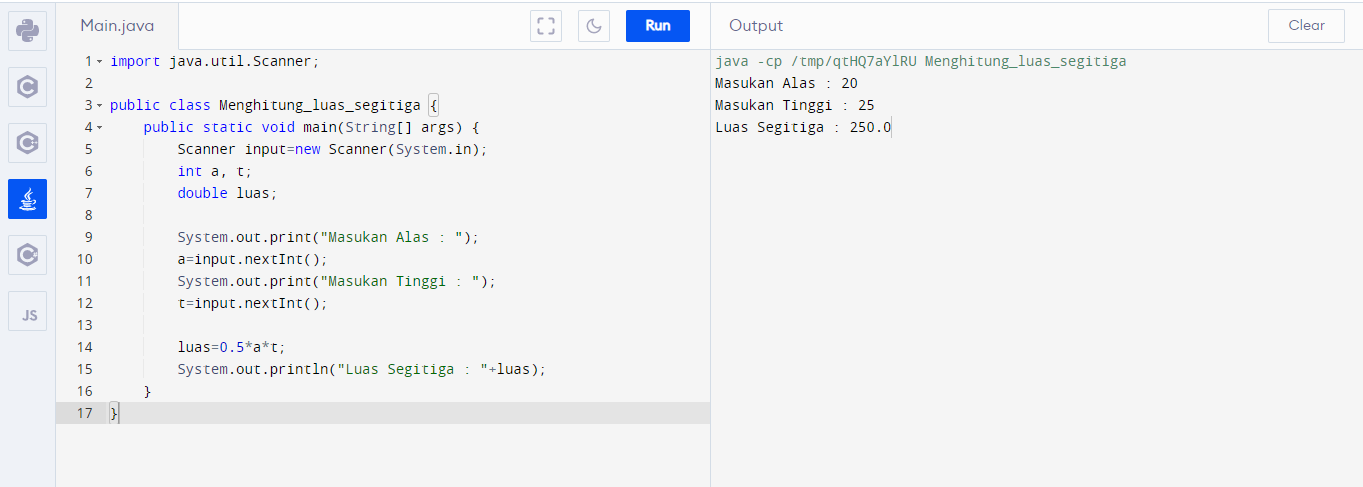 Main.java
Run
Output
Clear
JS
1 import java.util.Scanner;
2
3 public class Menghitung_luas_segitiga {
4 public static void main(String[] args) {
5 Scanner input=new Scanner(System.in);
6 int a, t;
7 double luas;
8
9 System.out.print("Masukan Alas : ");
10 a=input.nextInt();
11 System.out.print("Masukan Tinggi : ");
12 t=input.nextInt();
13
14 luas=0.5*a*t;
15 System.out.println("Luas Segitiga : "+luas);
16 }
17 }
java -cp /tmp/qtHQ7aYlRU Menghitung_luas_segitiga
Masukan Alas : 20
Masukan Tinggi : 25
Luas Segitiga : 250.0